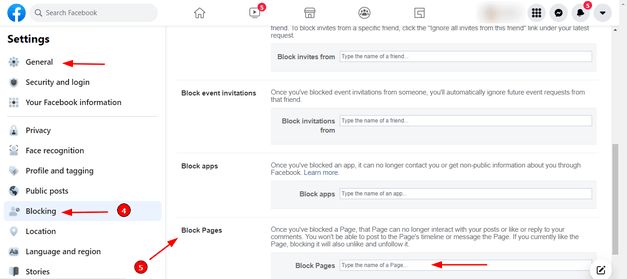 Search Facebook
5
5
Settings
General
Security and login
Your Facebook information
Privacy
Face recognition
Profile and tagging
Public posts
Blocking
4
Location
Language and region
Stories
friend. To block invites from a specific friend, click the "Ignore all invites from this friend" link under your latest
request.
Block invites from Type the name of a friend...
Block event invitations
Once you've blocked event invitations from someone, you'll automatically ignore future event requests from
that friend.
Block invitations Type the name of a friend...
from
Block apps
Once you've blocked an app, it can no longer contact you or get non-public information about you through
Facebook. Learn more.
Block apps Type the name of an app...
Block Pages
5
Once you've blocked a Page, that Page can no longer interact with your posts or like or reply to your
comments. You won't be able to post to the Page's timeline or message the Page. If you currently like the
Page, blocking it will also unlike and unfollow it.
Block Pages Type the name of a Page...